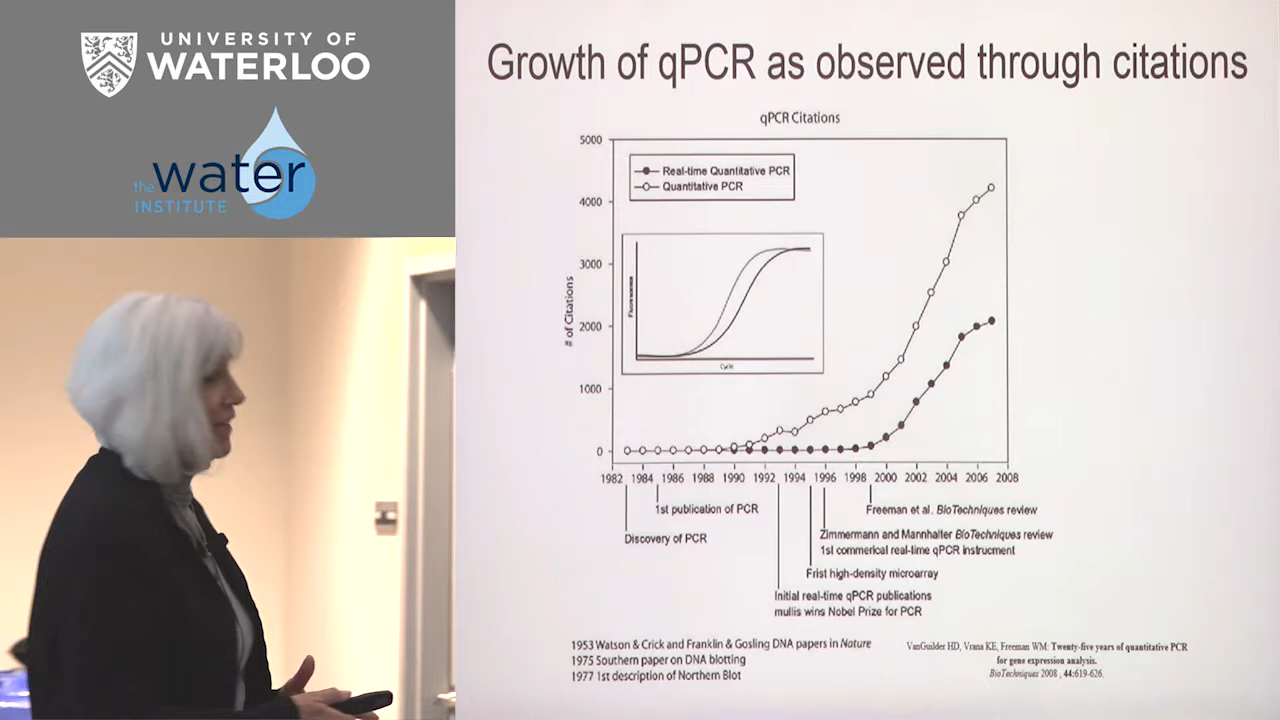 UNIVERSITY OF
WATERLOO
the water
INSTITUTE
Growth of qPCR as observed through citations
qPCR Citations
5000
4000
3000
2000
1000
0
# of Citations
Real-time Quantitative PCR
Quantitative PCR
Cycle
1982 1984 1986 1988 1990 1992 1994 1996 1998 2000 2002 2004 2006 2008
1st publication of PCR
Freeman et al. BioTechniques review
Discovery of PCR
Zimmermann and Mannhalter BioTechniques review
1st commerical real-time qPCR instrucment
Frist high-density microarray
Initial real-time qPCR publications
mullis wins Nobel Prize for PCR
1953 Watson & Crick and Franklin & Gosling DNA papers in Nature
1975 Southern paper on DNA blotting
1977 1st description of Northern Blot
VanGuilder HD, Vrana KE, Freeman WM: Twenty-five years of quantitative PCR
for gene expression analysis.
BioTechniques 2008 , 44:619-626.